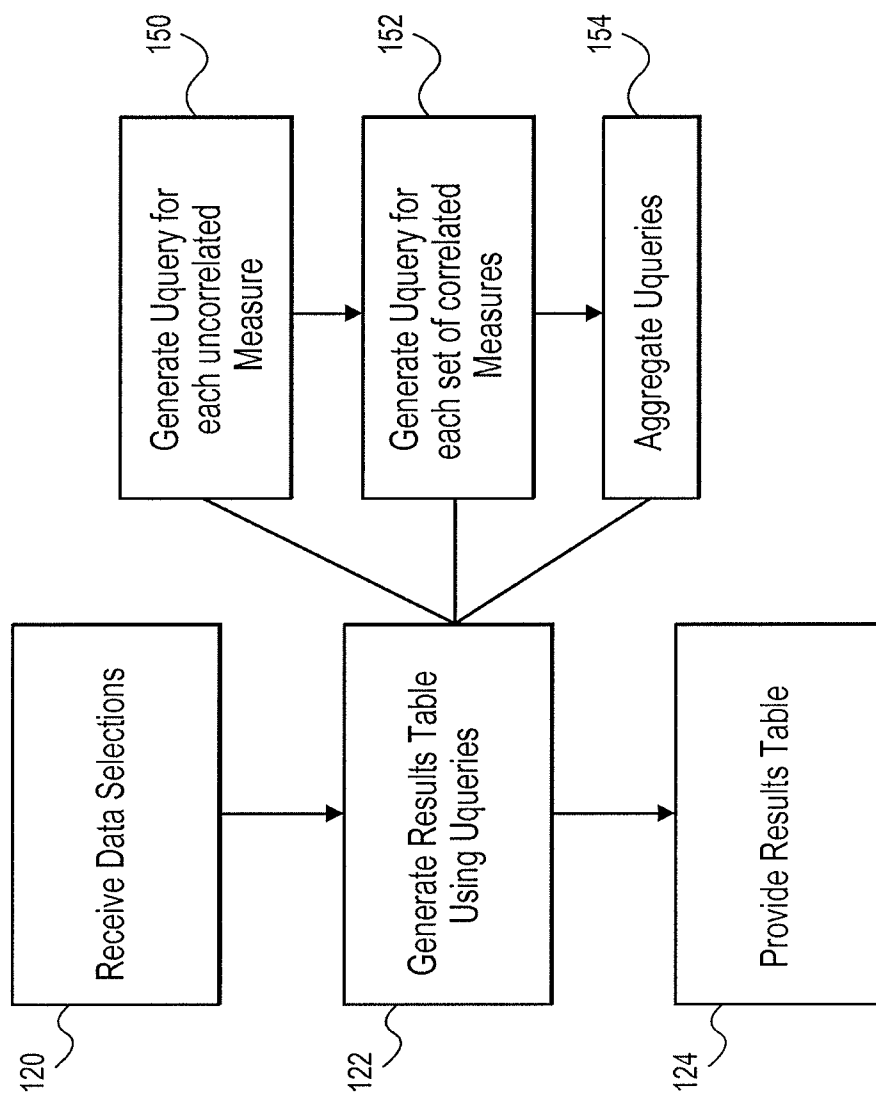 120
Receive Data Selections
122
Generate Results Table
Using Uqueries
124
Provide Results Table
150
Generate Uquery for
each uncorrelated
Measure
152
Generate Uquery for
each set of correlated
Measures
154
Aggregate Uqueries